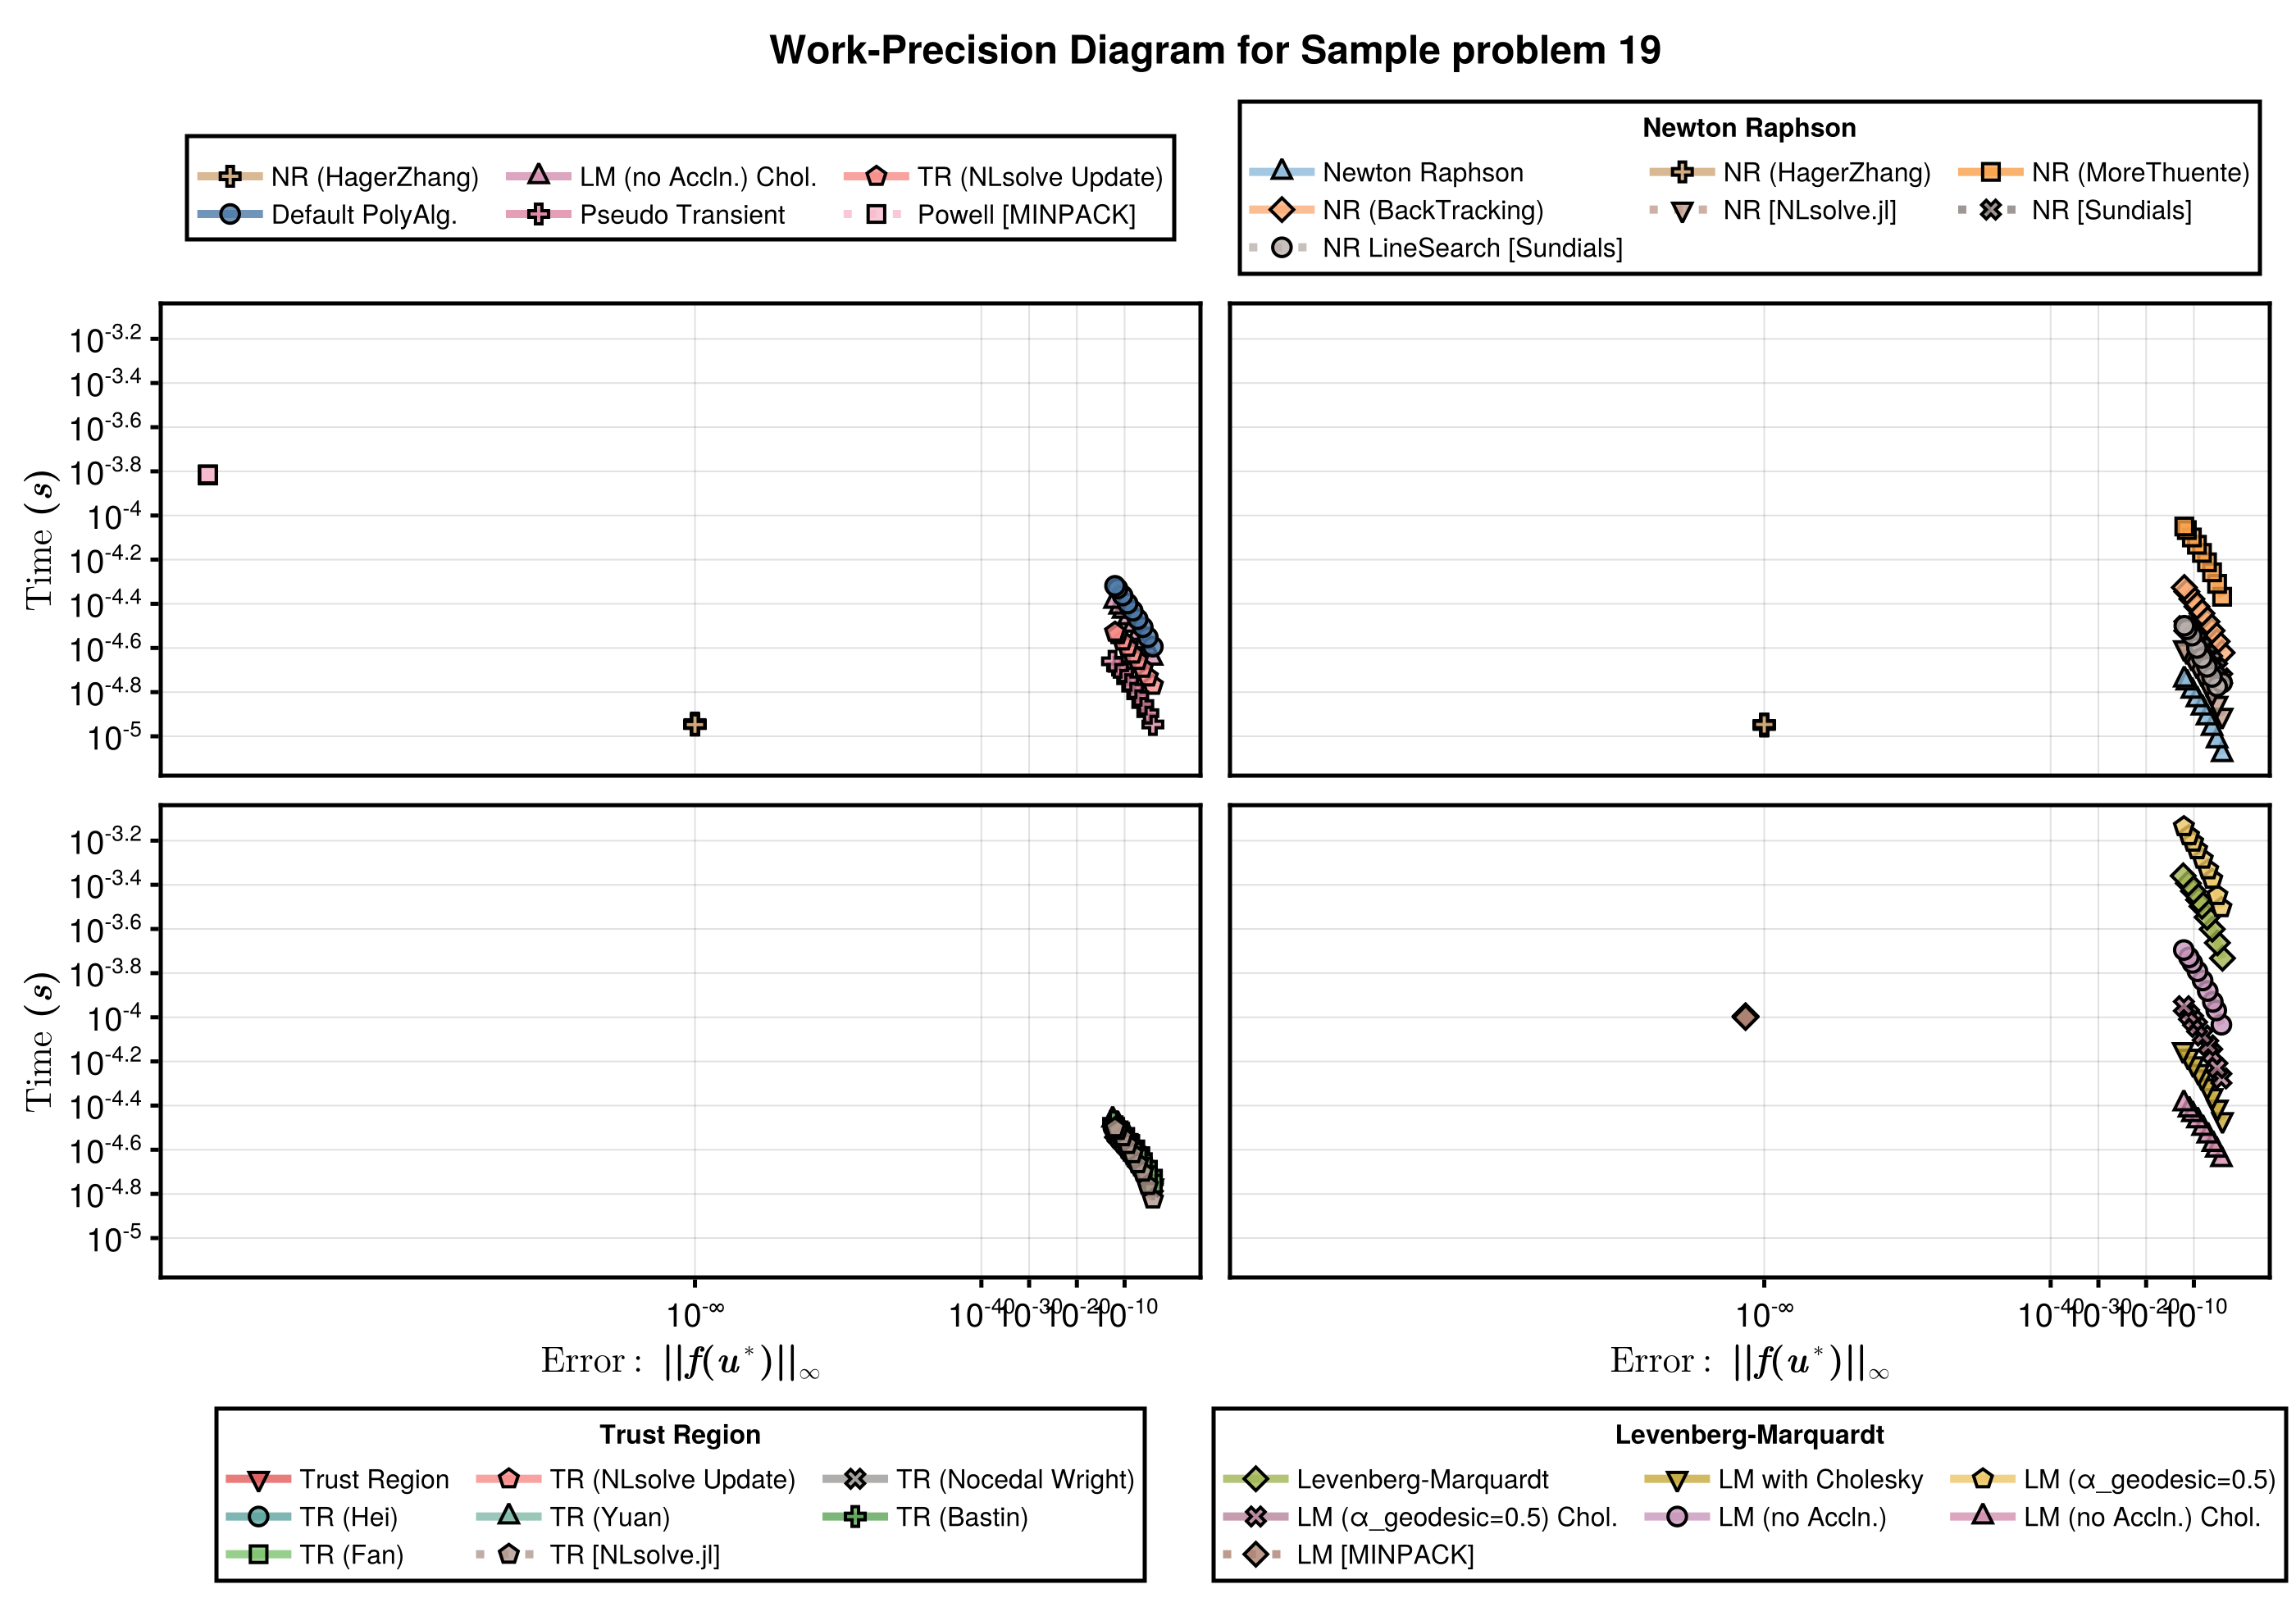 Work-Precision Diagram for Sample problem 19
NR (HagerZhang) LM (no Accln.) Chol. TR (NLsolve Update)
Default PolyAlg. Pseudo Transient Powell [MINPACK]
Newton Raphson
Newton Raphson NR (HagerZhang) NR (MoreThuente)
NR (BackTracking) NR [NLsolve.jl] NR [Sundials]
NR LineSearch [Sundials]
Time (s)
10^-3.2
10^-3.4
10^-3.6
10^-3.8
10^-4
10^-4.2
10^-4.4
10^-4.6
10^-4.8
10^-5
Time (s)
10^-3.2
10^-3.4
10^-3.6
10^-3.8
10^-4
10^-4.2
10^-4.4
10^-4.6
10^-4.8
10^-5
10^-∞ 10^-40 10^-30 10^-20 10^-10
10^-∞ 10^-40 10^-30 10^-20 10^-10
Error: ||f(u*)||∞
Error: ||f(u*)||∞
Trust Region
Trust Region TR (NLsolve Update) TR (Nocedal Wright)
TR (Hei) TR (Yuan) TR (Bastin)
TR (Fan) TR [NLsolve.jl]
Levenberg-Marquardt
Levenberg-Marquardt LM with Cholesky LM (α_geodesic=0.5)
LM (α_geodesic=0.5) Chol. LM (no Accln.) LM (no Accln.) Chol.
LM [MINPACK]